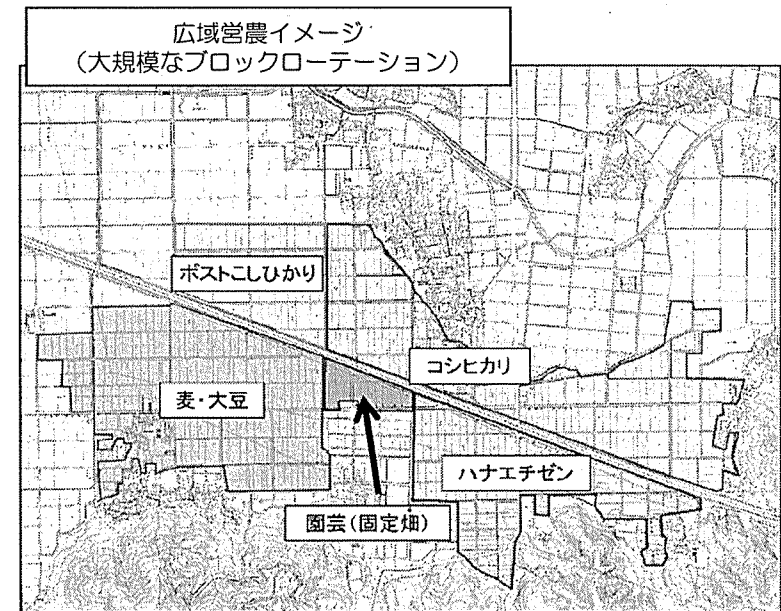 広域営農イメージ
（大規模なブロックローテーション）
ポストこしひかり
コシヒカリ
麦・大豆
ハナエチゼン
園芸（固定畑）